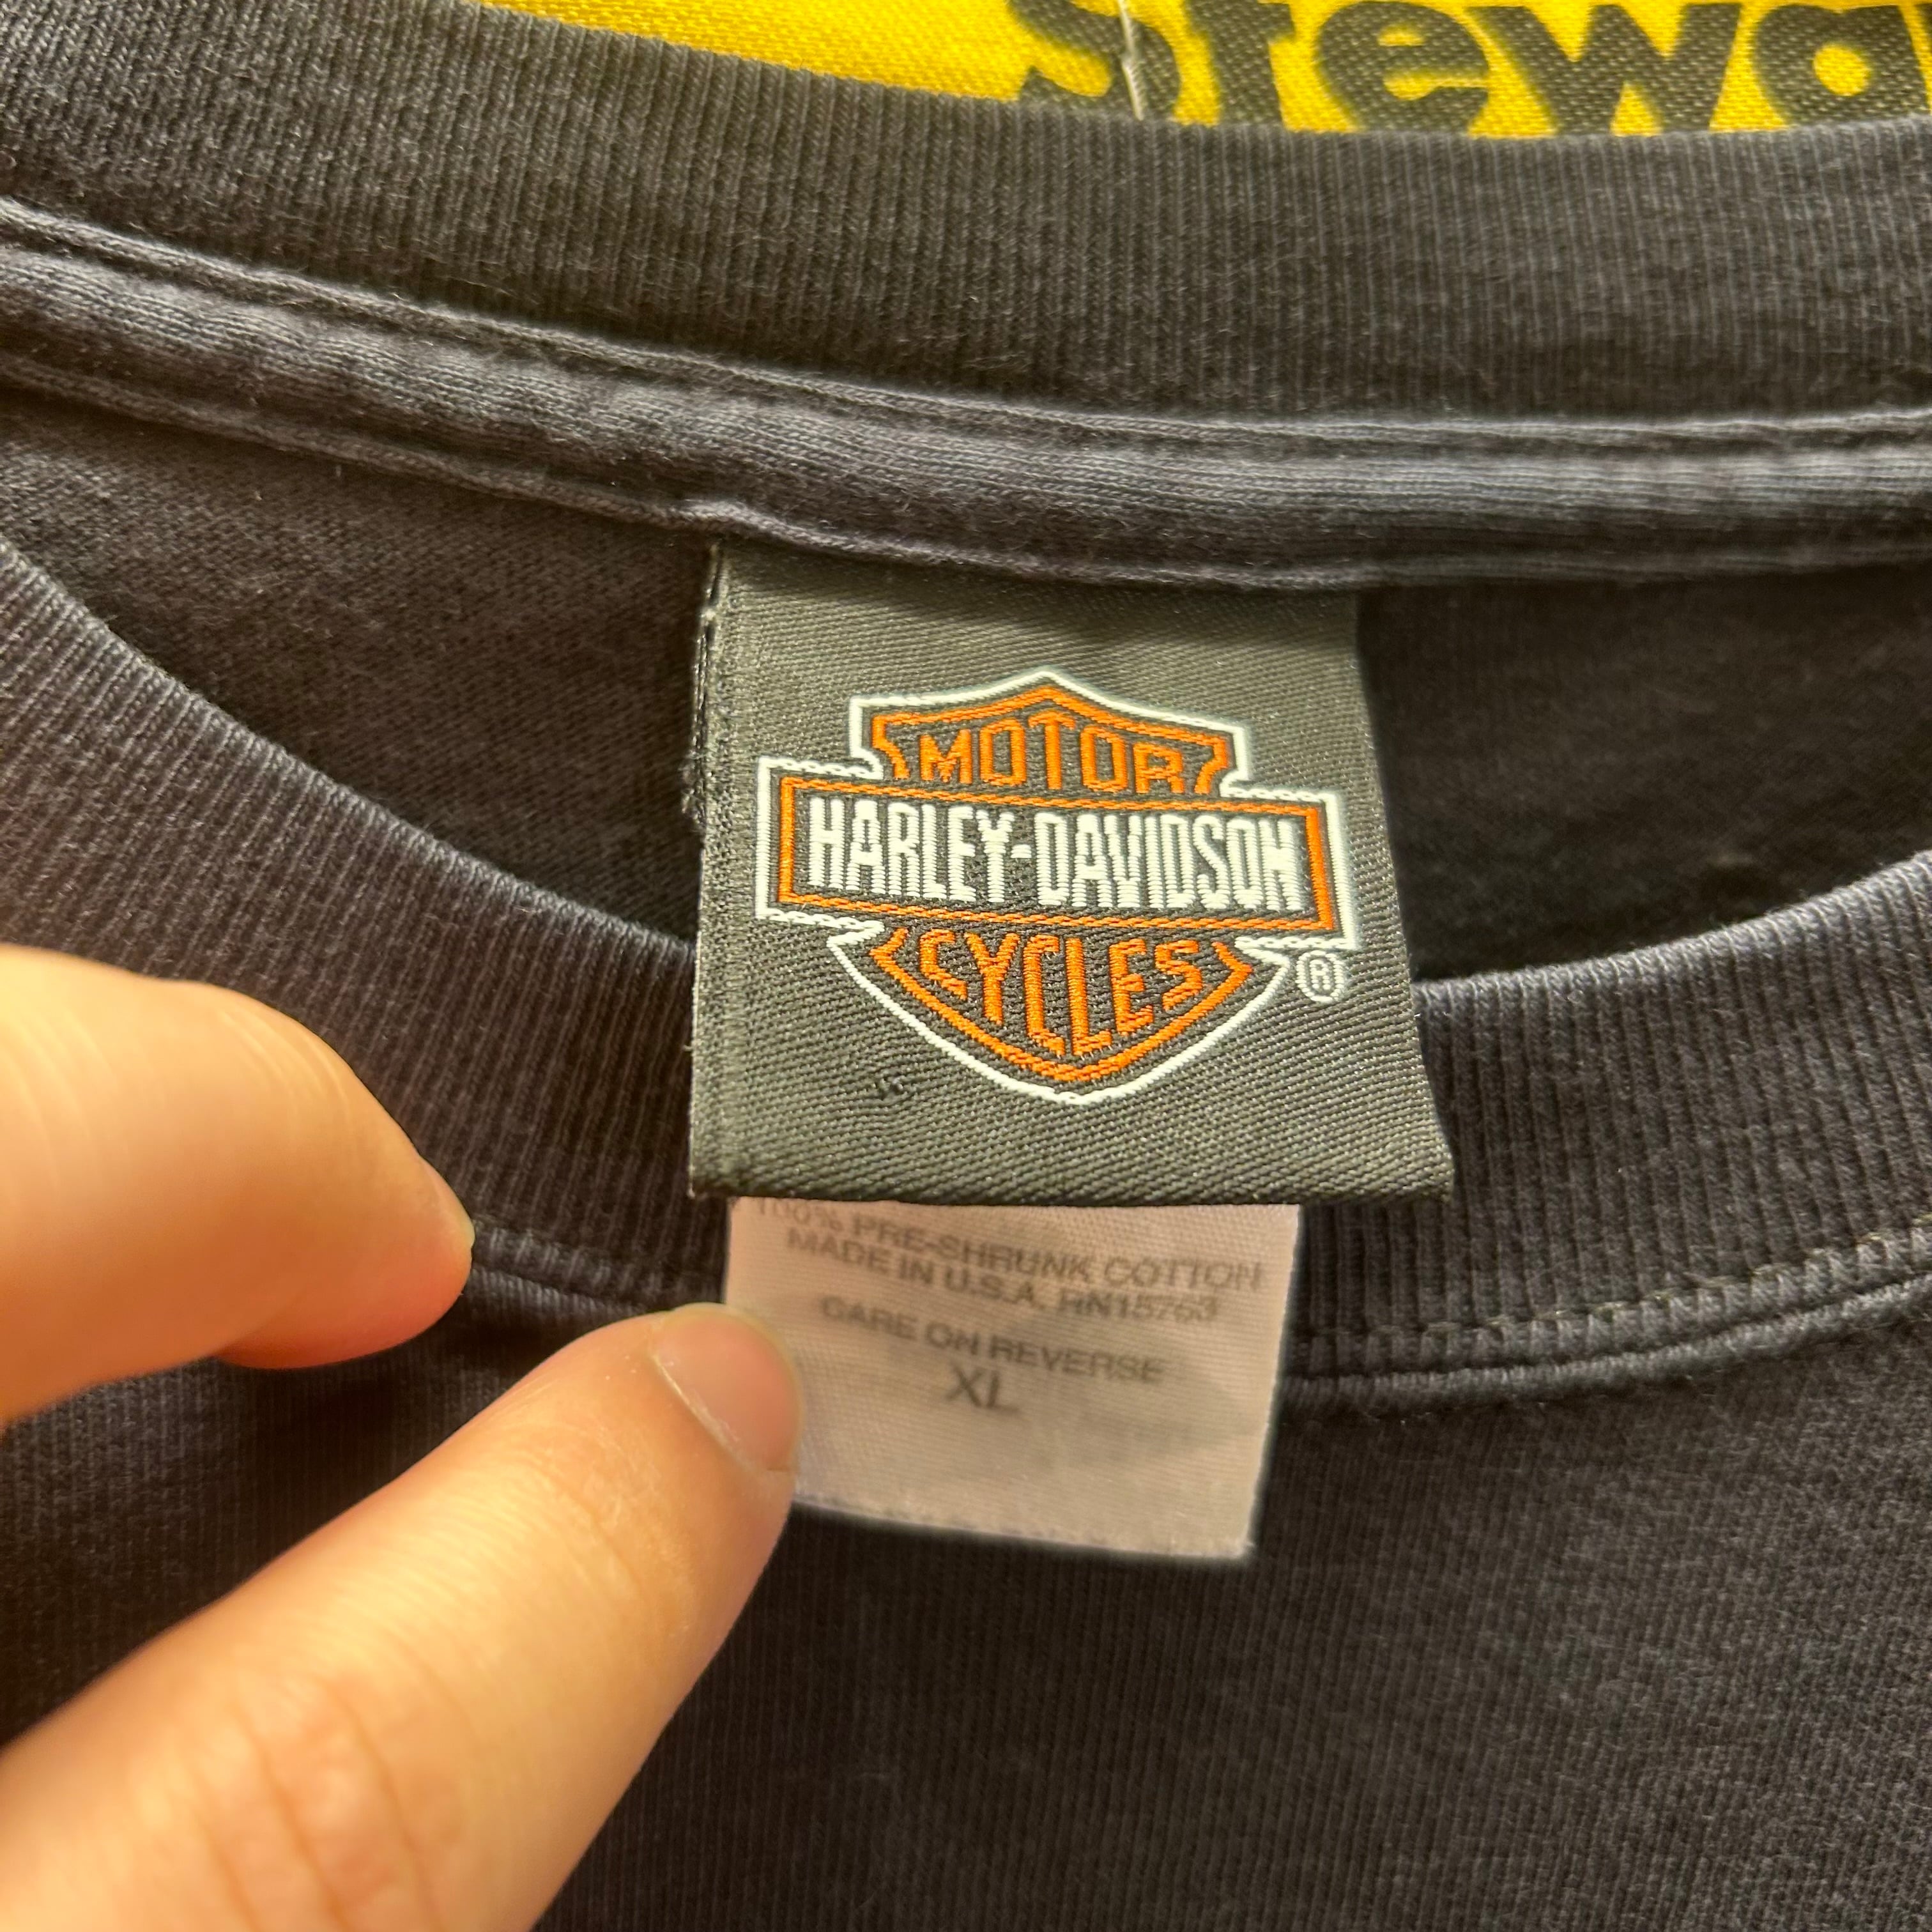 Stewa
MOTOR
HARLEY-DAVIDSON
CYCLES
®
100% PRE-SHRUNK COTTON
MADE IN U.S.A. RN15763
CARE ON REVERSE
XL